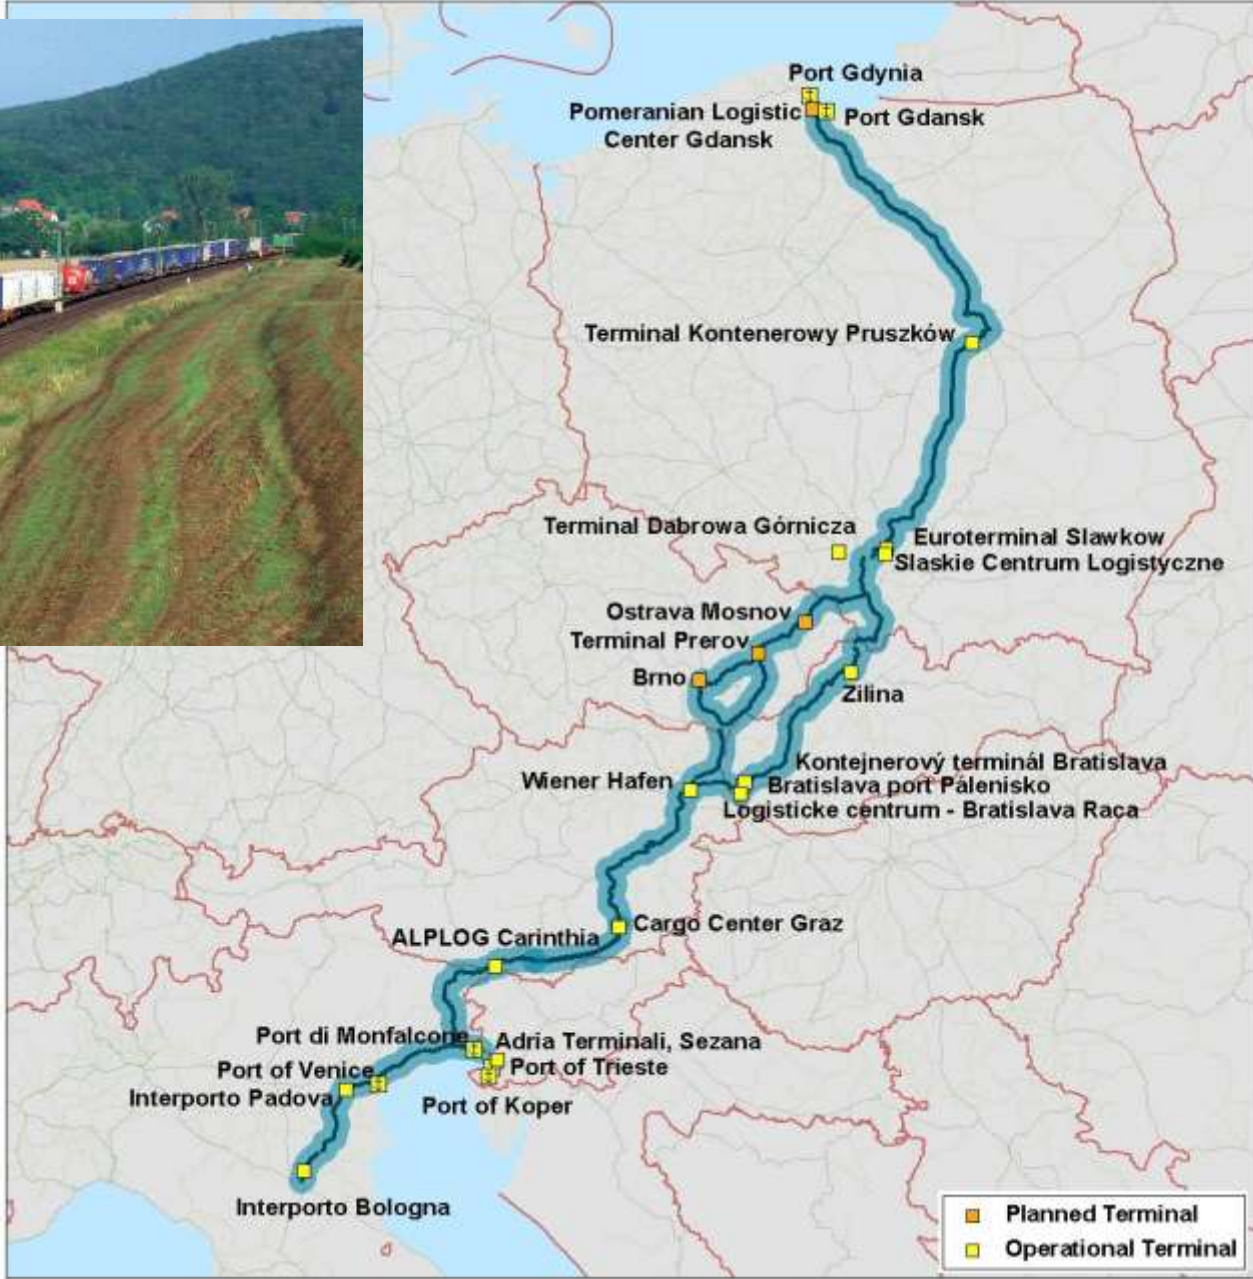 Port Gdynia
Pomeranian Logistic
Center Gdansk
Port Gdansk
Terminal Kontenerowy Pruszków
Terminal Dabrowa Górnicza
Euroterminal Slawkow
Slaskie Centrum Logistyczne
Ostrava Mosnov
Terminal Prerov
Brno
Zilina
Wiener Hafen
Kontejnerový terminál Bratislava
Bratislava port Pálenisko
Logisticke centrum - Bratislava Raca
Cargo Center Graz
ALPLOG Carinthia
Port di Monfalcone
Adria Terminali, Sezana
Port of Venice
Port of Trieste
Interporto Padova
Port of Koper
Interporto Bologna
Planned Terminal
Operational Terminal